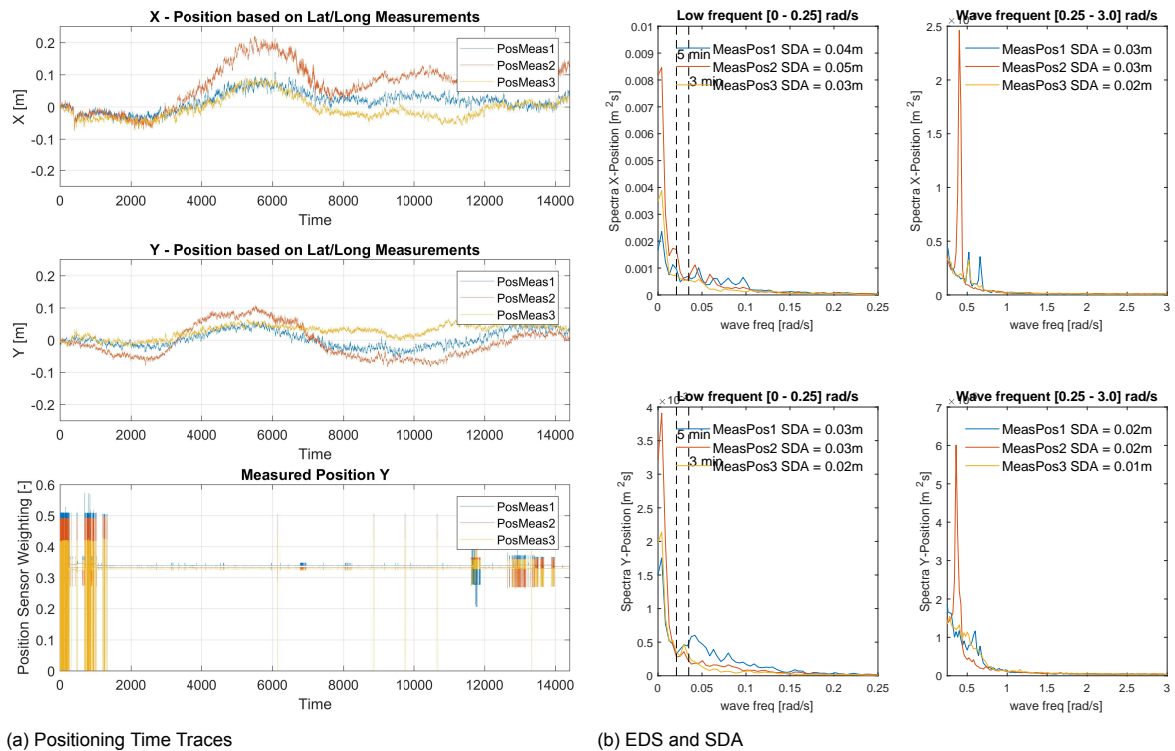 X - Position based on Lat/Long Measurements
0.2
0.1
0
-0.1
-0.2
X [m]
PosMeas1
PosMeas2
PosMeas3
0 2000 4000 6000 8000 10000 12000 14000
Time
Y - Position based on Lat/Long Measurements
0.2
0.1
0
-0.1
-0.2
Y [m]
PosMeas1
PosMeas2
PosMeas3
0 2000 4000 6000 8000 10000 12000 14000
Time
Measured Position Y
0.6
0.5
0.4
0.3
0.2
0.1
0
Position Sensor Weighting [-]
PosMeas1
PosMeas2
PosMeas3
0 2000 4000 6000 8000 10000 12000 14000
Time
(a) Positioning Time Traces
Low frequent [0 - 0.25] rad/s
0.01
0.009
0.008
0.007
0.006
0.005
0.004
0.003
0.002
0.001
0
Spectra X-Position [m²s]
MeasPos1 SDA = 0.04m
5 min
MeasPos2 SDA = 0.05m
3 min
MeasPos3 SDA = 0.03m
0 0.05 0.1 0.15 0.2 0.25
wave freq [rad/s]
Wave frequent [0.25 - 3.0] rad/s
2.5
2
1.5
1
0.5
0
Spectra X-Position [m²s]
MeasPos1 SDA = 0.03m
MeasPos2 SDA = 0.03m
MeasPos3 SDA = 0.02m
0.5 1 1.5 2 2.5 3
wave freq [rad/s]
Low frequent [0 - 0.25] rad/s
4
3.5
3
2.5
2
1.5
1
0.5
0
Spectra Y-Position [m²s]
MeasPos1 SDA = 0.03m
5 min
MeasPos2 SDA = 0.03m
3 min
MeasPos3 SDA = 0.02m
0 0.05 0.1 0.15 0.2 0.25
wave freq [rad/s]
Wave frequent [0.25 - 3.0] rad/s
7
6
5
4
3
2
1
0
Spectra Y-Position [m²s]
MeasPos1 SDA = 0.02m
MeasPos2 SDA = 0.02m
MeasPos3 SDA = 0.01m
0.5 1 1.5 2 2.5 3
wave freq [rad/s]
(b) EDS and SDA